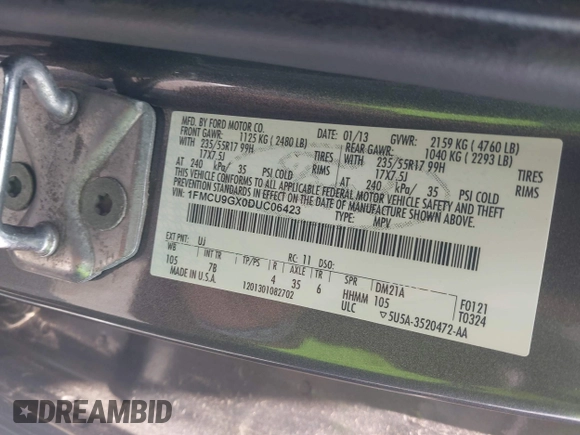 MFD. BY FORD MOTOR CO.
DATE: 01/13 GVWR: 2159 KG ( 4760 LB)
FRONT GAWR: 1125 KG ( 2480 LB) REAR GAWR: 1040 KG ( 2293 LB)
WITH 235/55R17 99H TIRES WITH 235/55R17 99H TIRES
17X7.5J 17X7.5J
AT 240 kPa/ 35 PSI COLD AT 240 kPa/ 35 PSI COLD
THIS VEHICLE CONFORMS TO ALL APPLICABLE FEDERAL MOTOR VEHICLE SAFETY AND
THEFT PREVENTION STANDARDS IN EFFECT ON THE DATE OF MANUFACTURE SHOWN ABOVE.
VIN: 1FMCU9GX0DUC06423
TYPE: MPV
EXT PNT: UJ RC: 11 DSO:
WB INT TR TP/PS R AXLE TR SPR DM21A F0121
105 7B 4 35 6 HHMM 105 T0324
MADE IN U.S.A. 1201301082702 ULC ▽5U5A-3520472-AA
DREAMBID